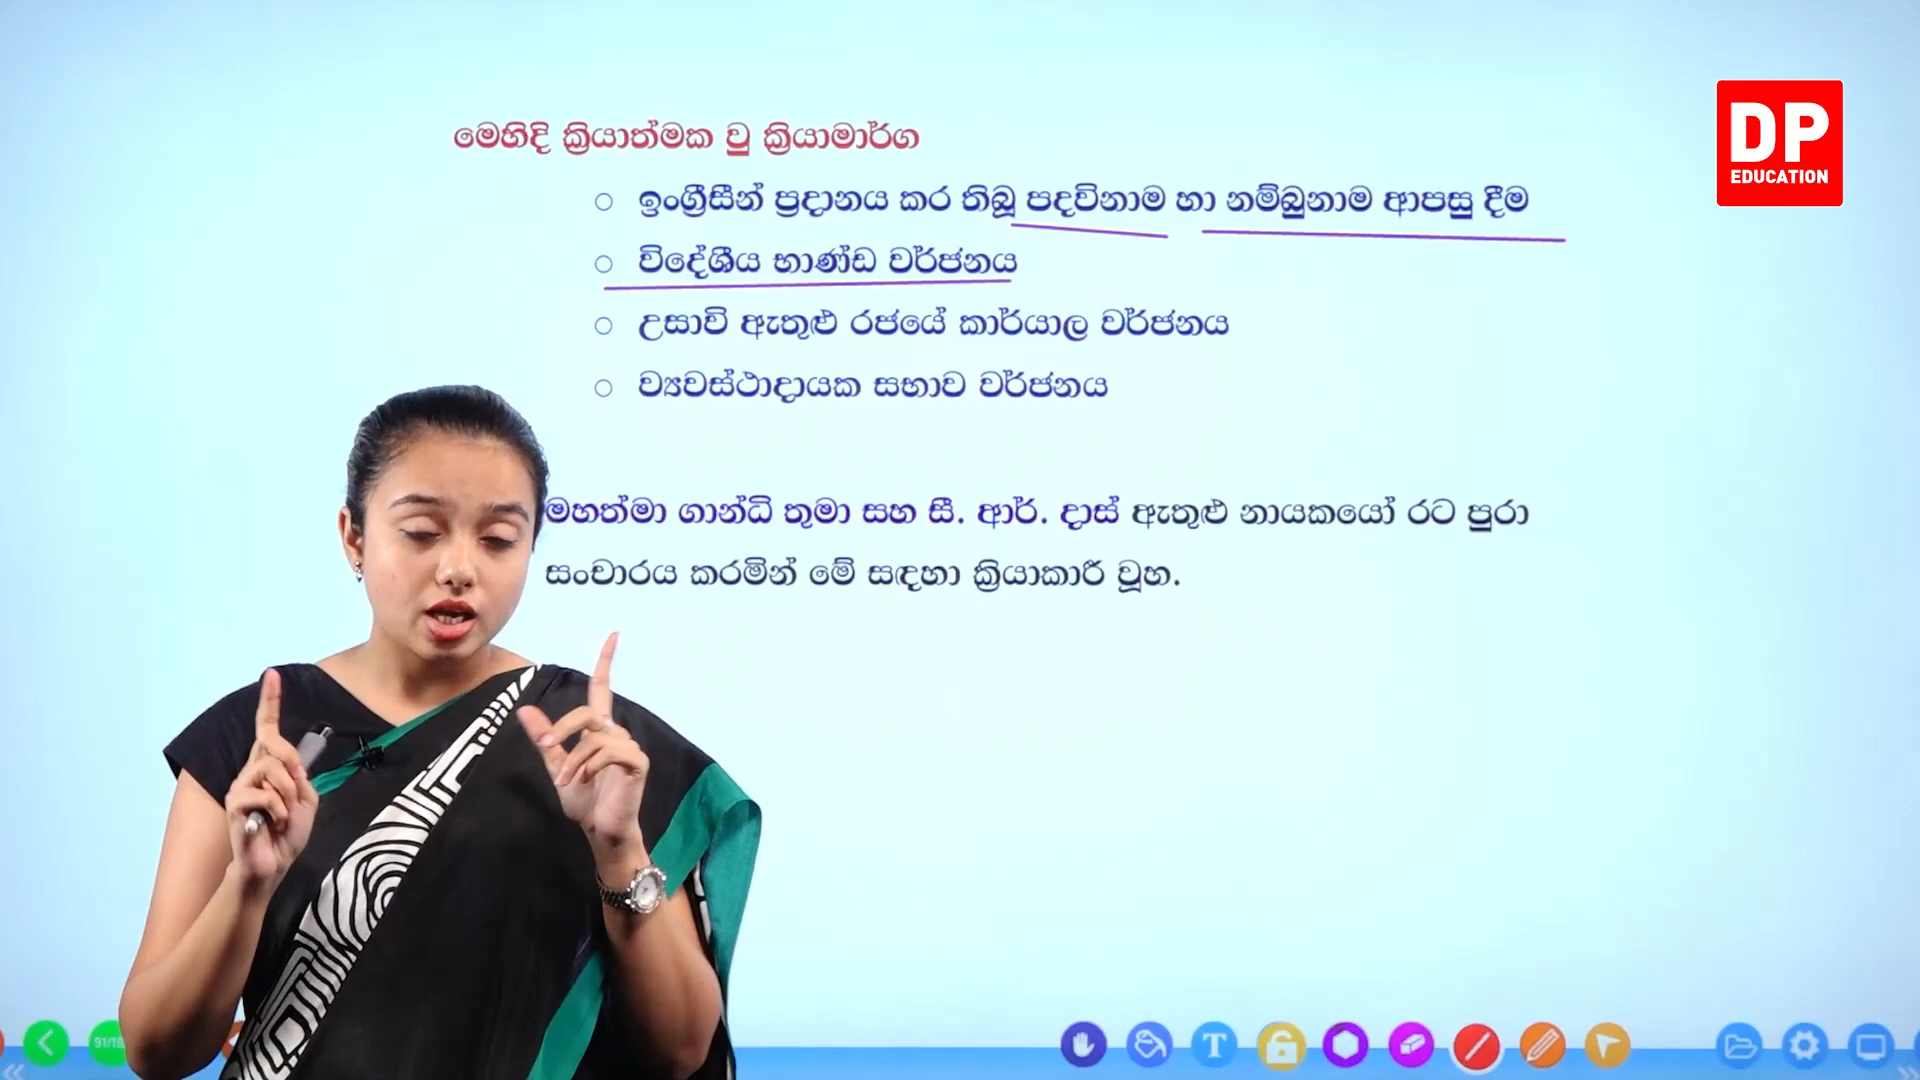 මෙහිදි ක්‍රියාත්මක වු ක්‍රියාමාර්ග
○ ඉංග්‍රීසීන් ප්‍රදානය කර තිබූ පදවිනාම හා නම්බුනාම ආපසු දීම
○ විදේශීය භාණ්ඩ වර්ජනය
○ උසාවි ඇතුළු රජයේ කාර්යාල වර්ජනය
○ ව්‍යවස්ථාදායක සභාව වර්ජනය
මහත්මා ගාන්ධි තුමා සහ සී. ආර්. දාස් ඇතුළු නායකයෝ රට පුරා
සංචාරය කරමින් මේ සඳහා ක්‍රියාකාරී වූහ.
DP
EDUCATION
T